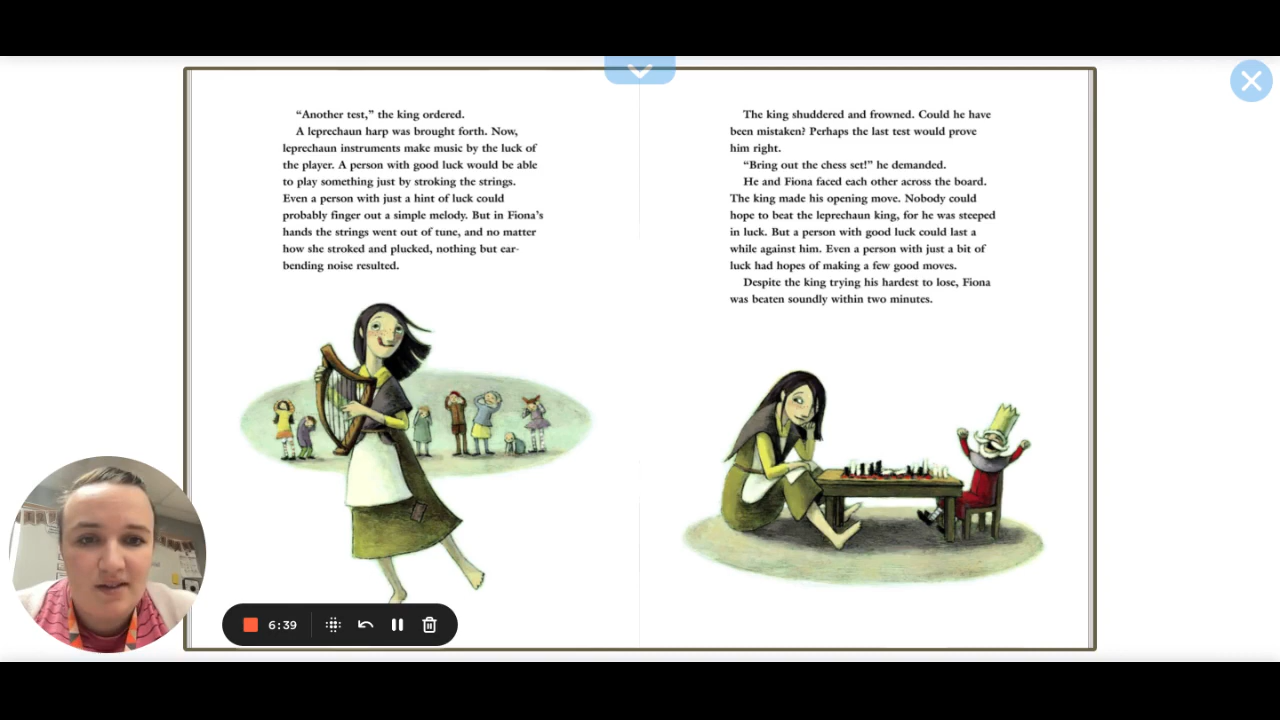 “Another test,” the king ordered.
A leprechaun harp was brought forth. Now,
leprechaun instruments make music by the luck of
the player. A person with good luck would be able
to play something just by stroking the strings.
Even a person with just a hint of luck could
probably finger out a simple melody. But in Fiona’s
hands the strings went out of tune, and no matter
how she stroked and plucked, nothing but ear-
bending noise resulted.
The king shuddered and frowned. Could he have
been mistaken? Perhaps the last test would prove
him right.
“Bring out the chess set!” he demanded.
He and Fiona faced each other across the board.
The king made his opening move. Nobody could
hope to beat the leprechaun king, for he was steeped
in luck. But a person with good luck could last a
while against him. Even a person with just a bit of
luck had hopes of making a few good moves.
Despite the king trying his hardest to lose, Fiona
was beaten soundly within two minutes.
6:39